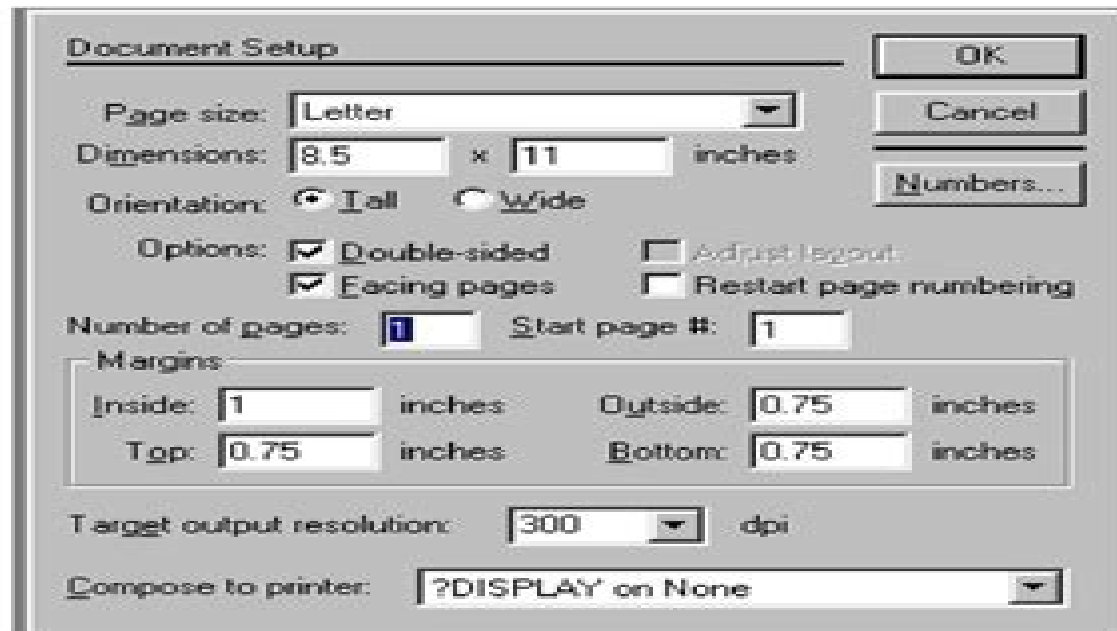 Document Setup
OK
Page size: Letter
Cancel
Dimensions: 8.5 x 11 inches
Numbers...
Orientation: Tall Wide
Options: Double-sided Adjust layout
Facing pages Restart page numbering
Number of pages: 1 Start page #: 1
Margins
Inside: 1 inches Outside: 0.75 inches
Top: 0.75 inches Bottom: 0.75 inches
Target output resolution: 300 dpi
Compose to printer: ?DISPLAY' on None